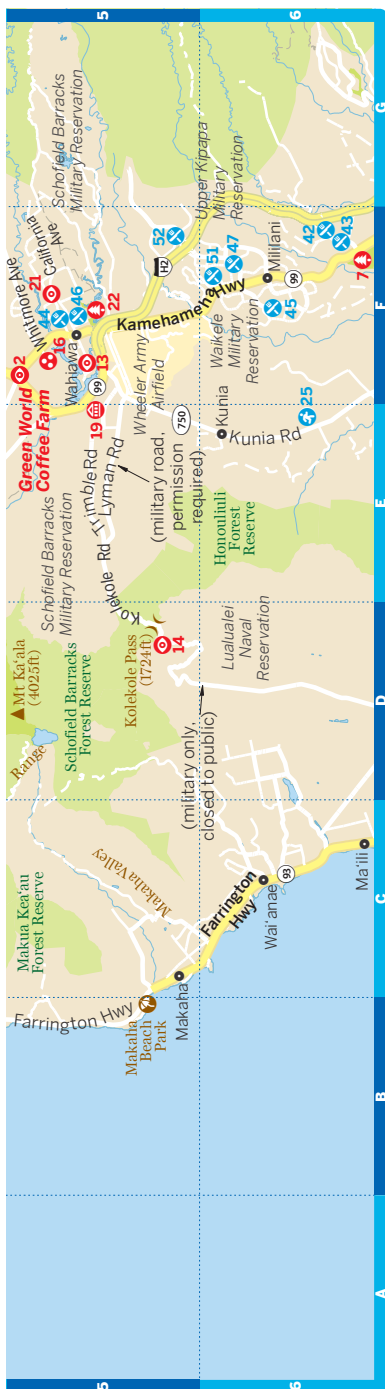 5
6
G
F
E
D
C
B
A
5
6
Schofield Barracks
Military Reservation
California
Ave
Whitmore Ave
21
44
46
16
2
Green World
Coffee Farm
Wahiawa
22
13
99
19
52
H2
Upper Kipapa
Military
Reservation
Kamehameha Hwy
51
47
Mililani
99
42
43
7
45
Waikele
Military
Reservation
Wheeler Army
Airfield
750
Kunia
Kunia Rd
25
Schofield Barracks
Military Reservation
Trimble Rd
Lyman Rd
(military road,
permission
required)
Kolekole Rd
Honouliuli
Forest
Reserve
Mt Ka'ala
(4025ft)
Range
Schofield Barracks
Forest Reserve
Kolekole Pass
(1724ft)
14
Lualualei
Naval
Reservation
(military only,
closed to public)
Makua Kea'au
Forest Reserve
Makaha Valley
Farrington
Hwy
93
Wai'anae
Ma'ili
Farrington Hwy
Makaha
Beach
Park
Makaha